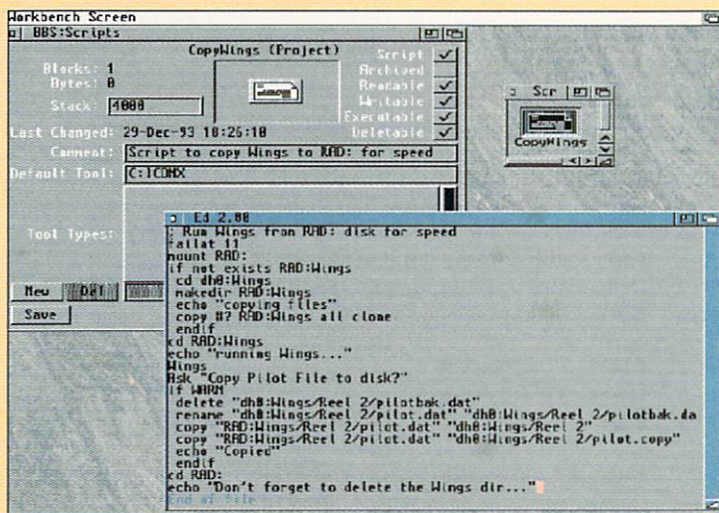 Workbench Screen
BBS:Scripts
CopyWings (Project)
Blocks: 1
Bytes: 0
Stack: 4000
Script
Archived
Readable
Writable
Executable
Deletable
Last Changed: 29-Dec-93 10:26:10
Comment: Script to copy Wings to RAD: for speed
Default Tool: C:ICONX
Tool Types:
New Del
Save
Scr
CopyWings
Ed 2.00
; Run Wings from RAD: disk for speed
failat 11
mount RAD:
if not exists RAD:Wings
cd dh0:Wings
makedir RAD:Wings
echo "copying files"
copy #? RAD:Wings all clone
endif
cd RAD:Wings
echo "running Wings..."
Wings
Ask "Copy Pilot File to disk?"
if WARN
delete "dh0:Wings/Reel 2/pilotbak.dat"
rename "dh0:Wings/Reel 2/pilot.dat" "dh0:Wings/Reel 2/pilotbak.da
copy "RAD:Wings/Reel 2/pilot.dat" "dh0:Wings/Reel 2"
copy "RAD:Wings/Reel 2/pilot.dat" "dh0:Wings/Reel 2/pilot.copy"
echo "Copied"
endif
cd RAD:
echo "Don't forget to delete the Wings dir..."
End of File